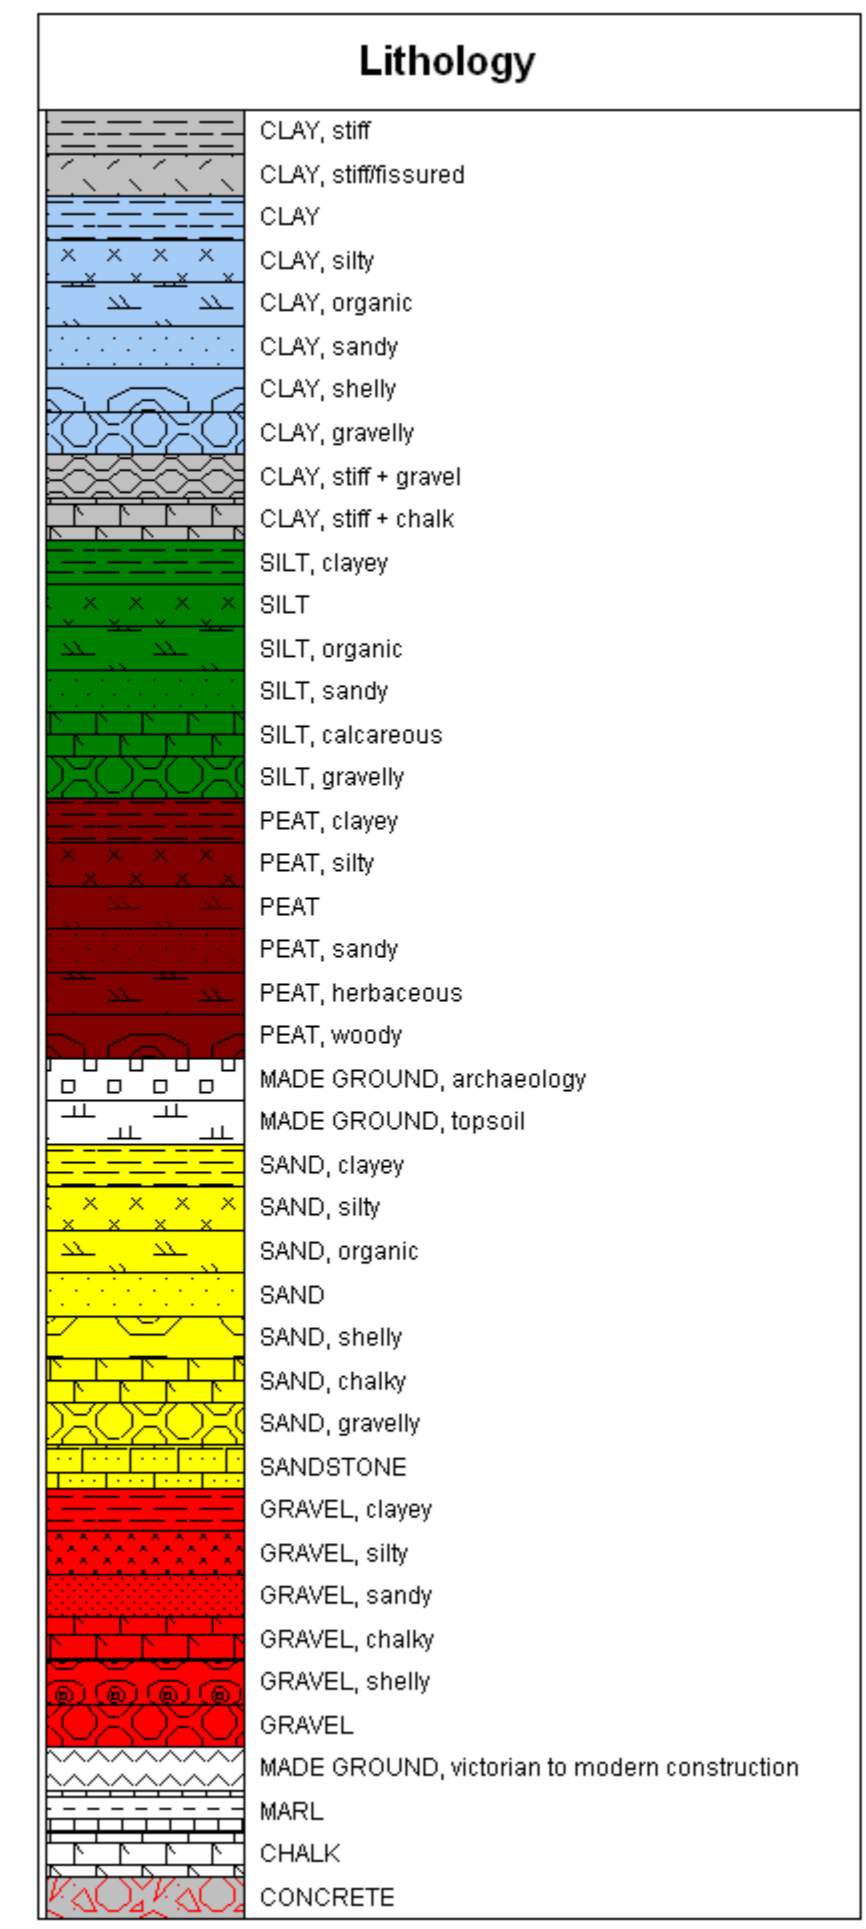 Lithology
CLAY, stiff
CLAY, stiff/fissured
CLAY
CLAY, silty
CLAY, organic
CLAY, sandy
CLAY, shelly
CLAY, gravelly
CLAY, stiff + gravel
CLAY, stiff + chalk
SILT, clayey
SILT
SILT, organic
SILT, sandy
SILT, calcareous
SILT, gravelly
PEAT, clayey
PEAT, silty
PEAT
PEAT, sandy
PEAT, herbaceous
PEAT, woody
MADE GROUND, archaeology
MADE GROUND, topsoil
SAND, clayey
SAND, silty
SAND, organic
SAND
SAND, shelly
SAND, chalky
SAND, gravelly
SANDSTONE
GRAVEL, clayey
GRAVEL, silty
GRAVEL, sandy
GRAVEL, chalky
GRAVEL, shelly
GRAVEL
MADE GROUND, victorian to modern construction
MARL
CHALK
CONCRETE